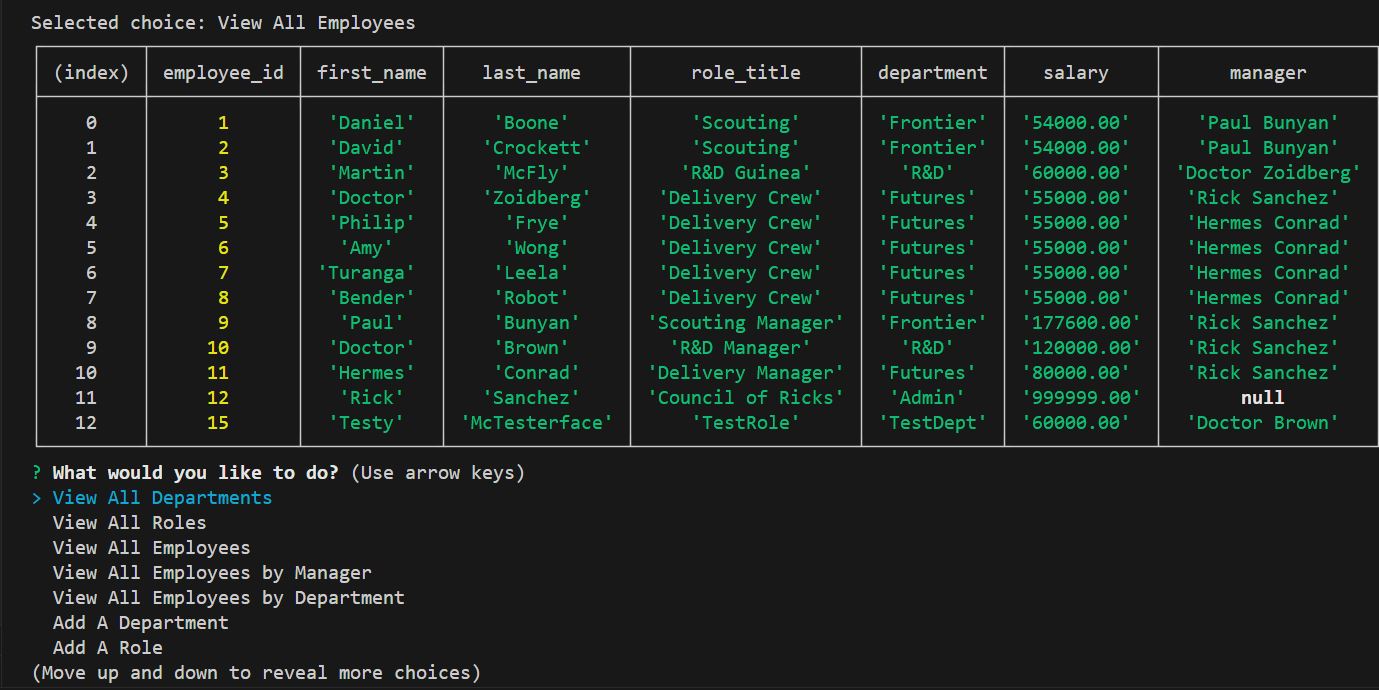 Selected choice: View All Employees
(index) employee_id first_name last_name role_title department salary manager
0 1 'Daniel' 'Boone' 'Scouting' 'Frontier' '54000.00' 'Paul Bunyan'
1 2 'David' 'Crockett' 'Scouting' 'Frontier' '54000.00' 'Paul Bunyan'
2 3 'Martin' 'McFly' 'R&D Guinea' 'R&D' '60000.00' 'Doctor Zoidberg'
3 4 'Doctor' 'Zoidberg' 'Delivery Crew' 'Futures' '55000.00' 'Rick Sanchez'
4 5 'Philip' 'Frye' 'Delivery Crew' 'Futures' '55000.00' 'Hermes Conrad'
5 6 'Amy' 'Wong' 'Delivery Crew' 'Futures' '55000.00' 'Hermes Conrad'
6 7 'Turanga' 'Leela' 'Delivery Crew' 'Futures' '55000.00' 'Hermes Conrad'
7 8 'Bender' 'Robot' 'Delivery Crew' 'Futures' '55000.00' 'Hermes Conrad'
8 9 'Paul' 'Bunyan' 'Scouting Manager' 'Frontier' '177600.00' 'Rick Sanchez'
9 10 'Doctor' 'Brown' 'R&D Manager' 'R&D' '120000.00' 'Rick Sanchez'
10 11 'Hermes' 'Conrad' 'Delivery Manager' 'Futures' '80000.00' 'Rick Sanchez'
11 12 'Rick' 'Sanchez' 'Council of Ricks' 'Admin' '999999.00' null
12 15 'Testy' 'McTesterface' 'TestRole' 'TestDept' '60000.00' 'Doctor Brown'
? What would you like to do? (Use arrow keys)
> View All Departments
View All Roles
View All Employees
View All Employees by Manager
View All Employees by Department
Add A Department
Add A Role
(Move up and down to reveal more choices)